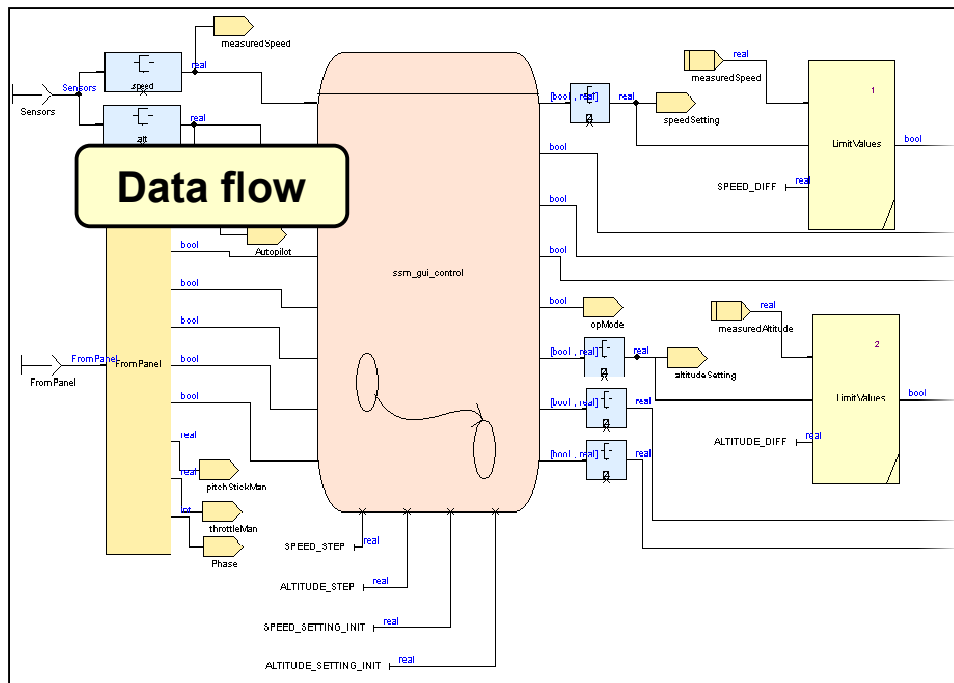 measuredSpeed
real
speed
Sensors
Sensors
real
alt
Data flow
Autopilot
bool
bool
bool
bool
bool
FromPanel
FromPanel
FromPanel
real
real
pitchStickMan
throttleMan
Phase
ssm_gui_control
SPEED_STEP
real
ALTITUDE_STEP
real
SPEED_SETTING_INIT
real
ALTITUDE_SETTING_INIT
real
[bool , real]
real
speedSetting
bool
bool
bool
bool
opMode
[bool , real]
real
altitudeSetting
[bool , real]
real
[bool , real]
real
real
measuredSpeed
1
LimitValues
bool
SPEED_DIFF
real
real
measuredAltitude
2
LimitValues
bool
ALTITUDE_DIFF
real